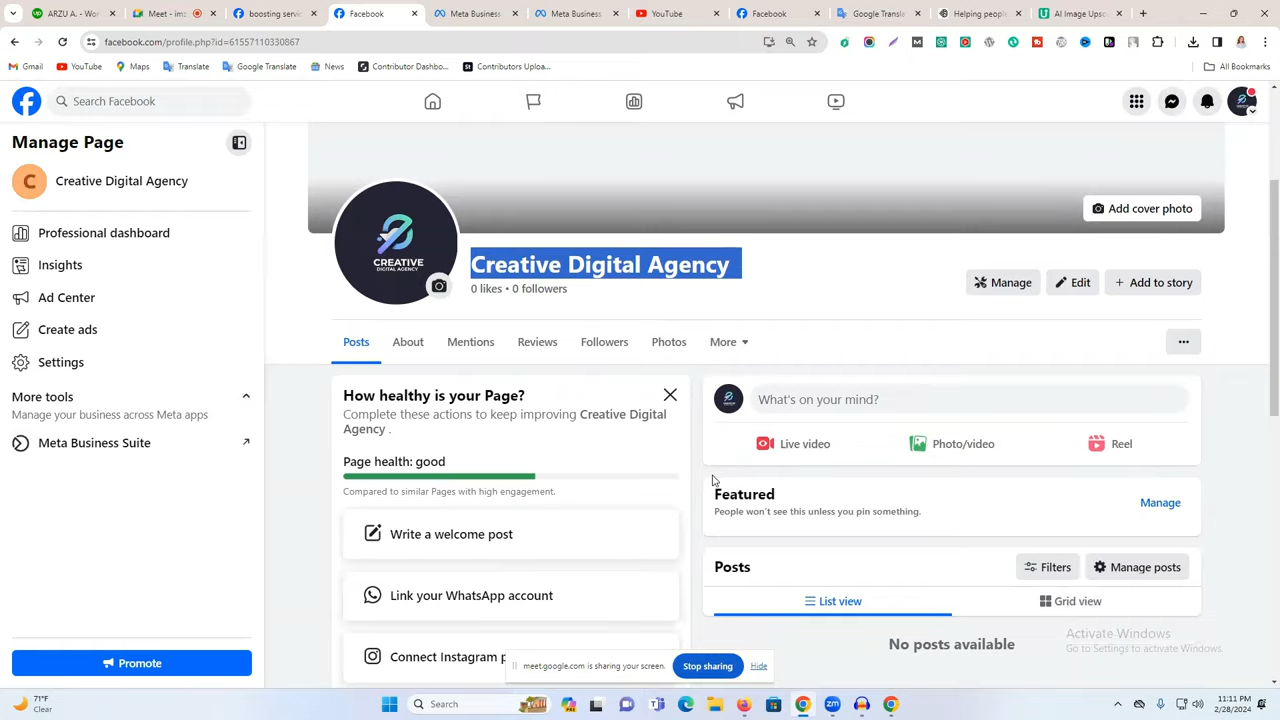 ARZU A.
Meet - imz
boosting servi
Facebook
Meta Business
Meta Business
YouTube
Facebook
Google Translate
Helping people
AI Image Upsc
facebook.com/profile.php?id=61557110330867
Gmail
YouTube
Maps
Translate
Google Translate
News
Contributor Dashbo...
Contributors Uploa...
All Bookmarks
Search Facebook
Manage Page
C
Creative Digital Agency
Professional dashboard
Insights
Ad Center
Create ads
Settings
More tools
Manage your business across Meta apps
Meta Business Suite
Promote
CREATIVE
DIGITAL AGENCY
Add cover photo
Creative Digital Agency
0 likes • 0 followers
Manage
Edit
Add to story
Posts
About
Mentions
Reviews
Followers
Photos
More
How healthy is your Page?
Complete these actions to keep improving Creative Digital
Agency .
Page health: good
Compared to similar Pages with high engagement.
Write a welcome post
Link your WhatsApp account
Connect Instagram p
What's on your mind?
Live video
Photo/video
Reel
Featured
People won't see this unless you pin something.
Manage
Posts
Filters
Manage posts
List view
Grid view
No posts available
Activate Windows
Go to Settings to activate Windows.
meet.google.com is sharing your screen.
Stop sharing
Hide
71°F
Clear
Search
11:11 PM
2/28/2024